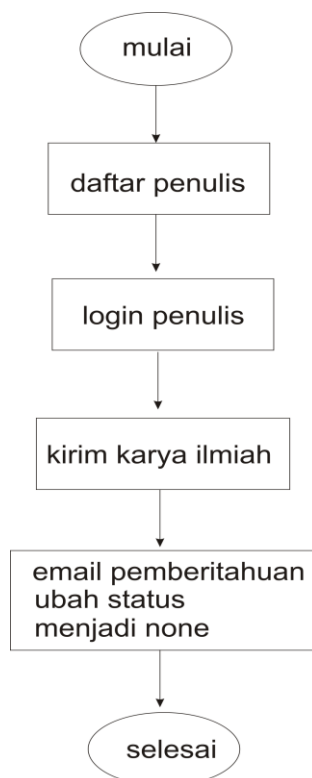 mulai
daftar penulis
login penulis
kirim karya ilmiah
email pemberitahuan
ubah status
menjadi none
selesai